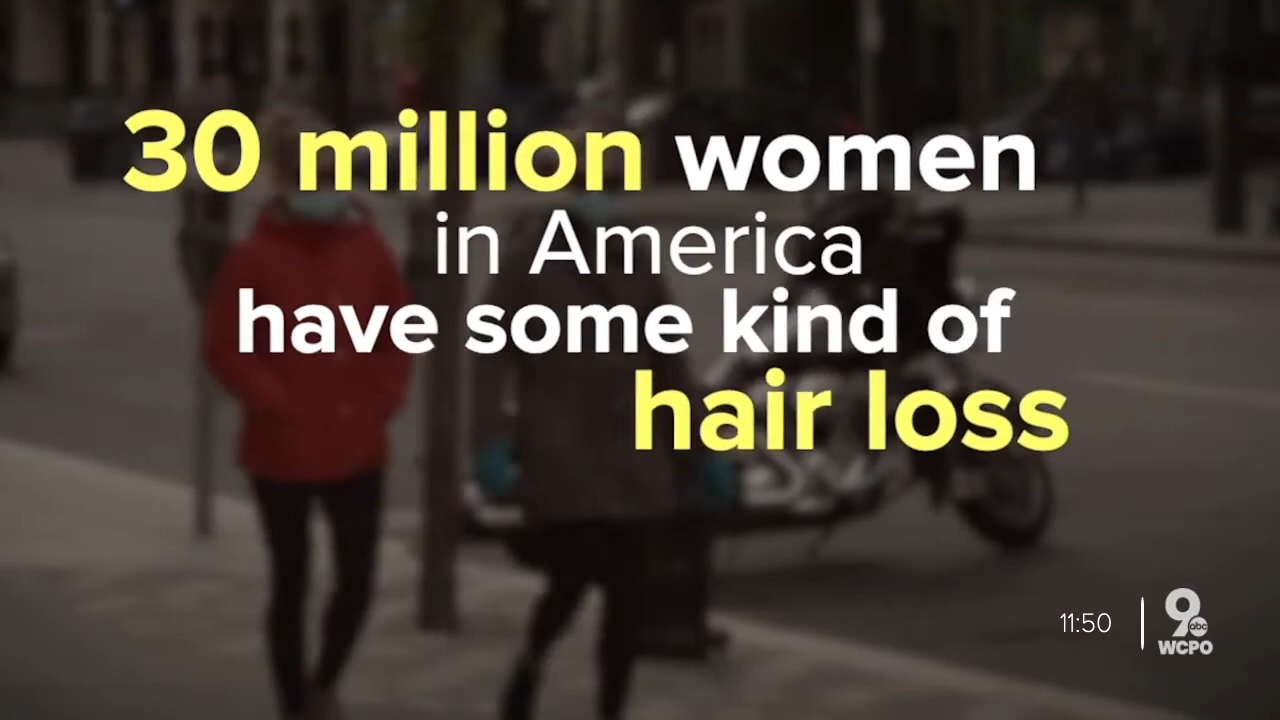 30 million women
in America
have some kind of
hair loss
11:50
9
abc
WCPO